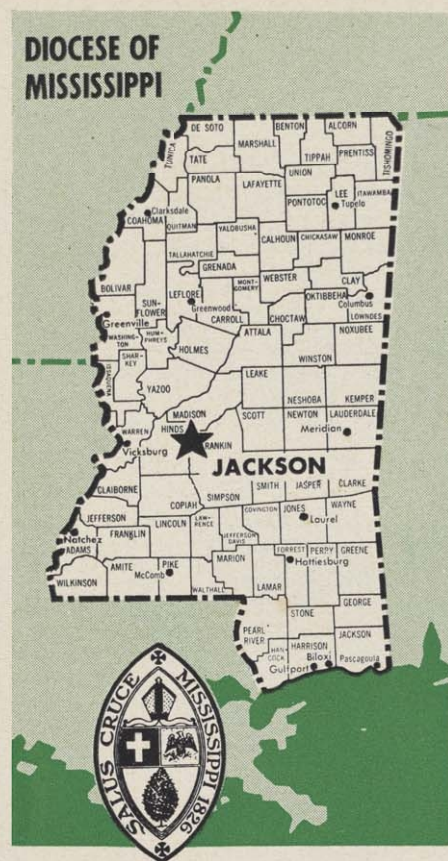 DIOCESE OF
MISSISSIPPI
DE SOTO
BENTON
ALCORN
MARSHALL
TUNICA
TATE
TIPPAH
PRENTISS
TISHOMINGO
PANOLA
LAFAYETTE
UNION
LEE
ITAWAMBA
PONTOTOC
Tupelo
Clarksdale
COAHOMA
QUITMAN
YALOBUSHA
CALHOUN
CHICKASAW
MONROE
TALLAHATCHIE
GRENADA
BOLIVAR
WEBSTER
CLAY
SUN-
FLOWER
LEFLORE
MONT-
GOMERY
OKTIBBEHA
Columbus
Greenwood
CARROLL
CHOCTAW
LOWNDES
Greenville
WASHING-
TON
HUM-
PHREYS
ATTALA
NOXUBEE
HOLMES
WINSTON
SHAR-
KEY
ISSAQUENA
YAZOO
LEAKE
NESHOBA
KEMPER
MADISON
SCOTT
NEWTON
LAUDERDALE
WARREN
HINDS
RANKIN
Meridian
Vicksburg
JACKSON
CLAIBORNE
SIMPSON
SMITH
JASPER
CLARKE
COPIAH
JEFFERSON
LINCOLN
LAW-
RENCE
COVINGTON
JONES
WAYNE
Laurel
Natchez
ADAMS
FRANKLIN
JEFFERSON
DAVIS
FORREST
PERRY
GREENE
AMITE
PIKE
MARION
Hattiesburg
WILKINSON
McComb
WALTHALL
LAMAR
GEORGE
STONE
PEARL
RIVER
HARRISON
JACKSON
HAN-
COCA
Biloxi
Pascagoula
Gulfport
SALUS CRUCE
MISSISSIPPI 1826